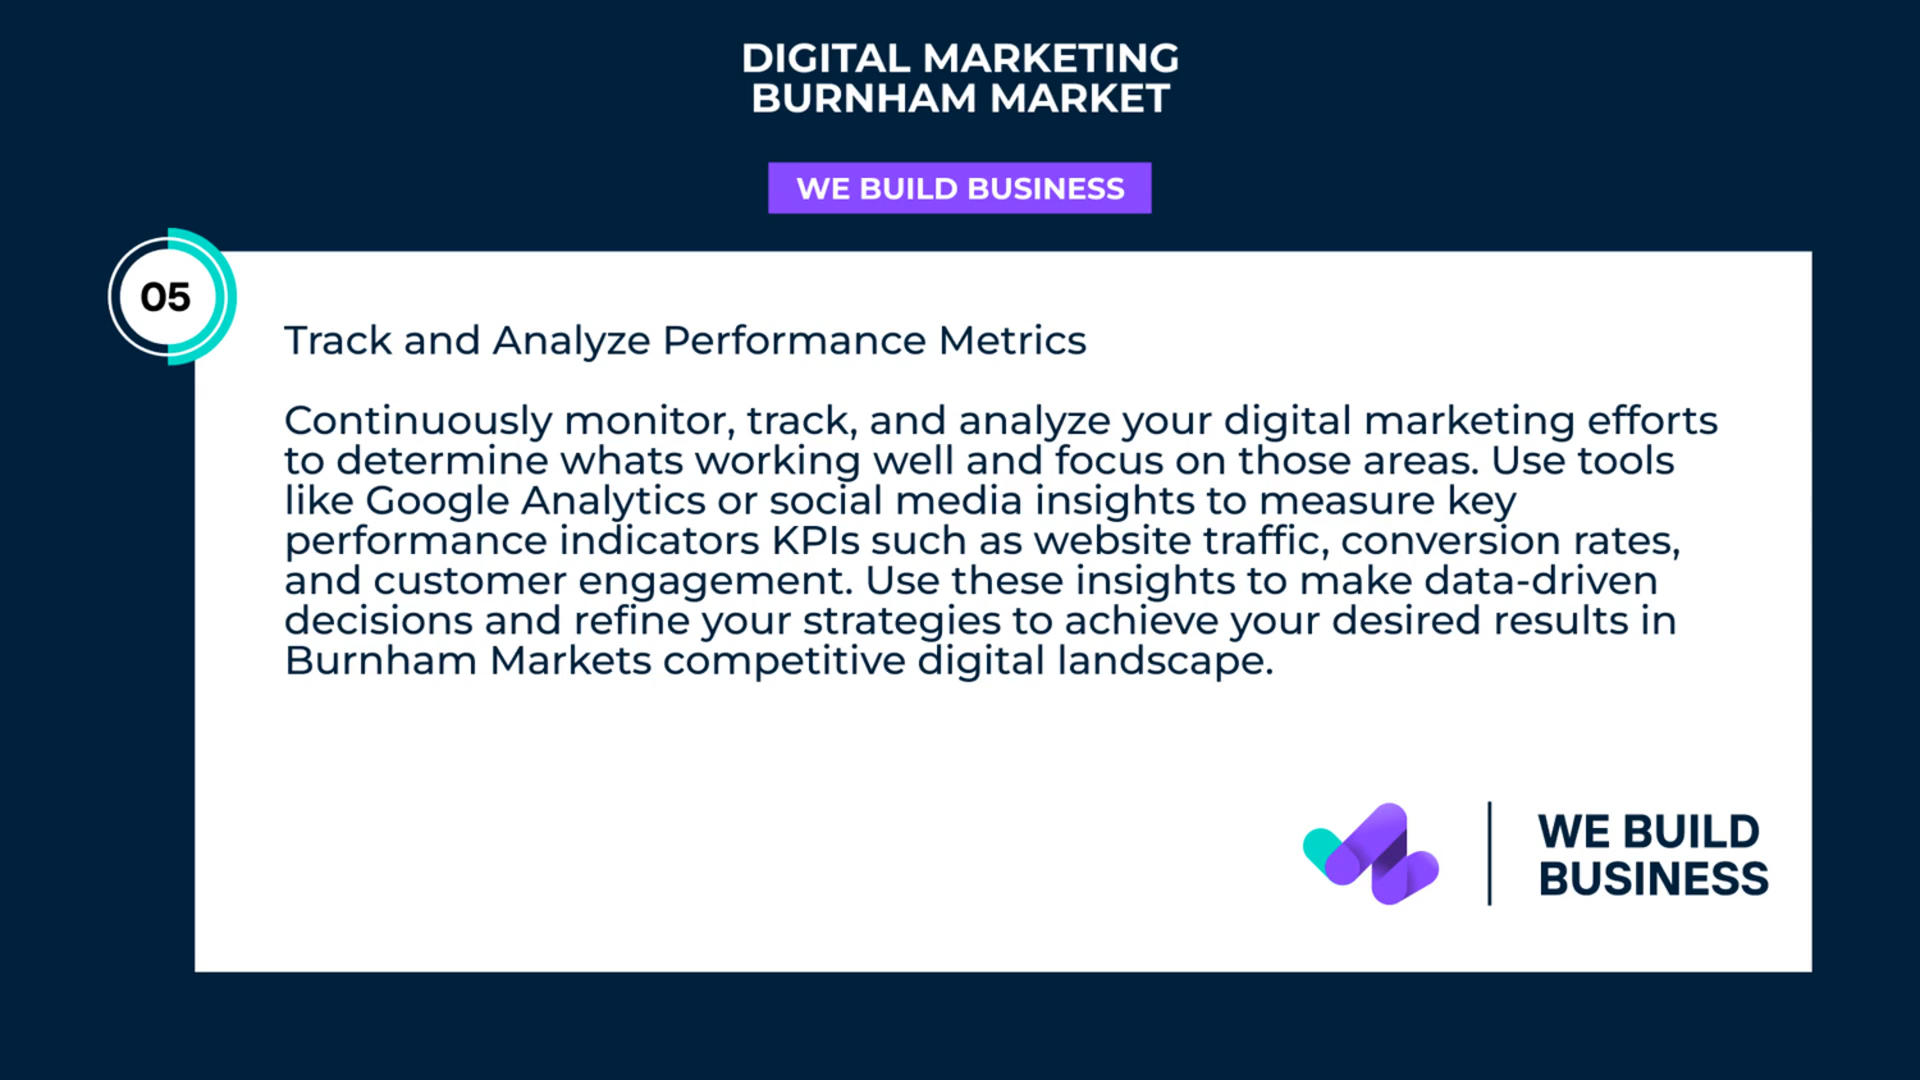 DIGITAL MARKETING
BURNHAM MARKET
WE BUILD BUSINESS
05
Track and Analyze Performance Metrics
Continuously monitor, track, and analyze your digital marketing efforts
to determine whats working well and focus on those areas. Use tools
like Google Analytics or social media insights to measure key
performance indicators KPIs such as website traffic, conversion rates,
and customer engagement. Use these insights to make data-driven
decisions and refine your strategies to achieve your desired results in
Burnham Markets competitive digital landscape.
WE BUILD
BUSINESS